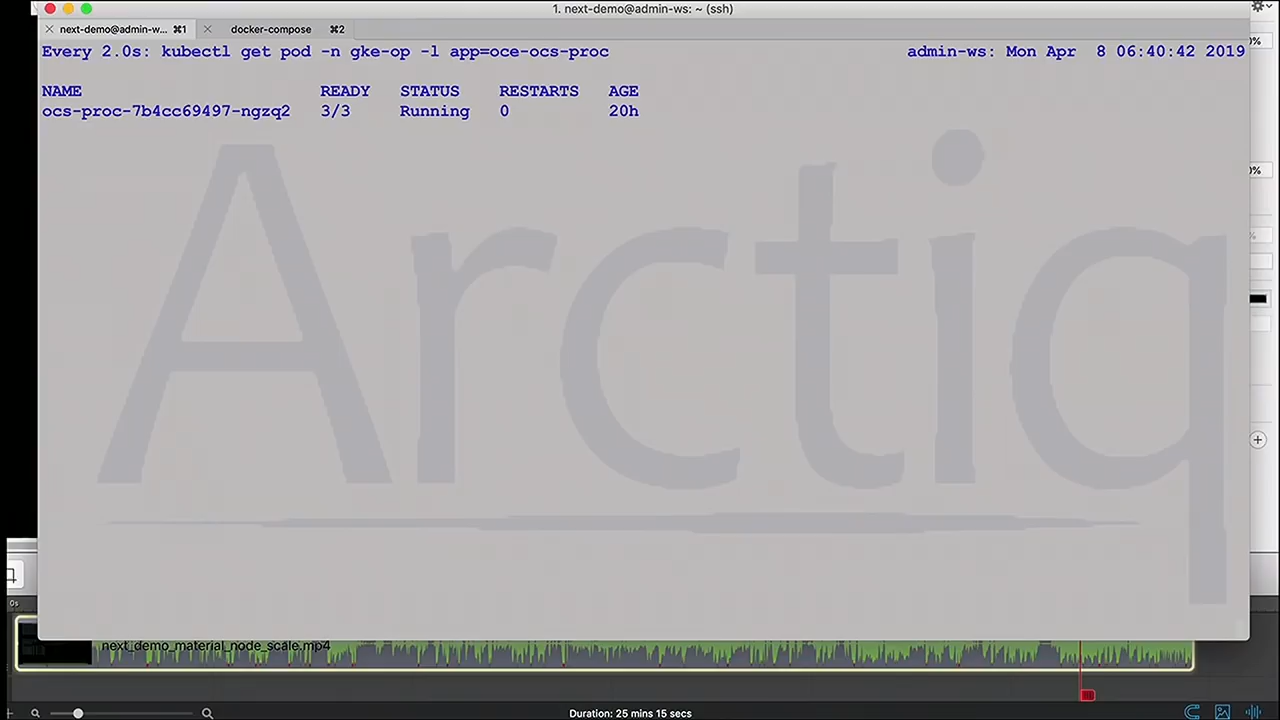 1. next-demo@admin-ws: ~ (ssh)
next-demo@admin-w... ⌘1 docker-compose ⌘2
Every 2.0s: kubectl get pod -n gke-op -l app=oce-ocs-proc admin-ws: Mon Apr 8 06:40:42 2019
NAME READY STATUS RESTARTS AGE
ocs-proc-7b4cc69497-ngzq2 3/3 Running 0 20h
Arctiq
0s
next_demo_material_node_scale.mp4
Duration: 25 mins 15 secs